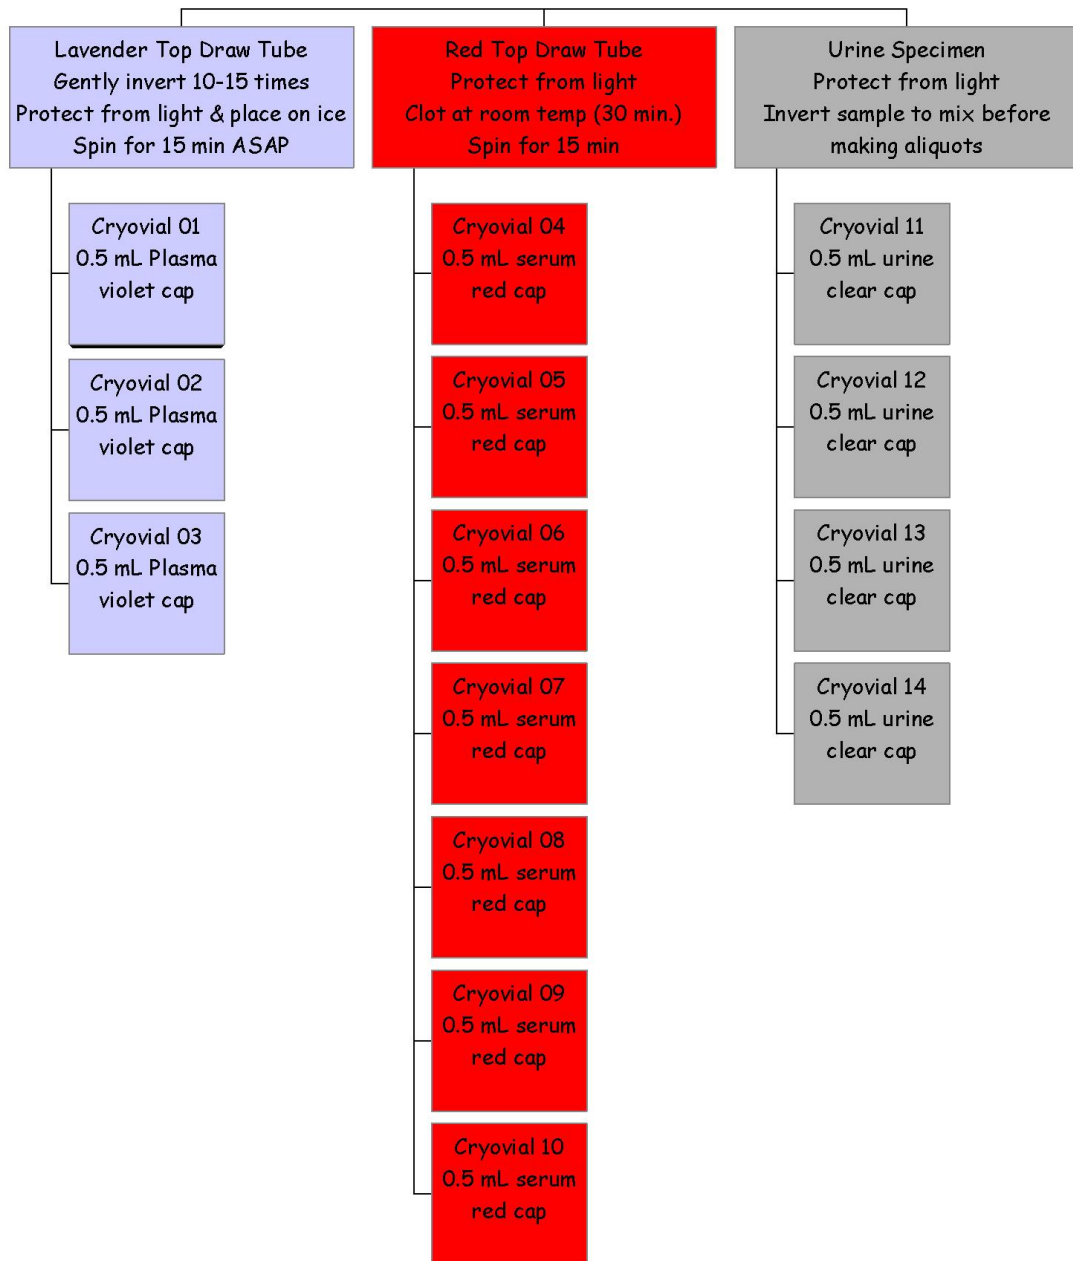 Lavender Top Draw Tube
Gently invert 10-15 times
Protect from light & place on ice
Spin for 15 min ASAP
Cryovial 01
0.5 mL Plasma
violet cap
Cryovial 02
0.5 mL Plasma
violet cap
Cryovial 03
0.5 mL Plasma
violet cap
Red Top Draw Tube
Protect from light
Clot at room temp (30 min.)
Spin for 15 min
Cryovial 04
0.5 mL serum
red cap
Cryovial 05
0.5 mL serum
red cap
Cryovial 06
0.5 mL serum
red cap
Cryovial 07
0.5 mL serum
red cap
Cryovial 08
0.5 mL serum
red cap
Cryovial 09
0.5 mL serum
red cap
Cryovial 10
0.5 mL serum
red cap
Urine Specimen
Protect from light
Invert sample to mix before
making aliquots
Cryovial 11
0.5 mL urine
clear cap
Cryovial 12
0.5 mL urine
clear cap
Cryovial 13
0.5 mL urine
clear cap
Cryovial 14
0.5 mL urine
clear cap